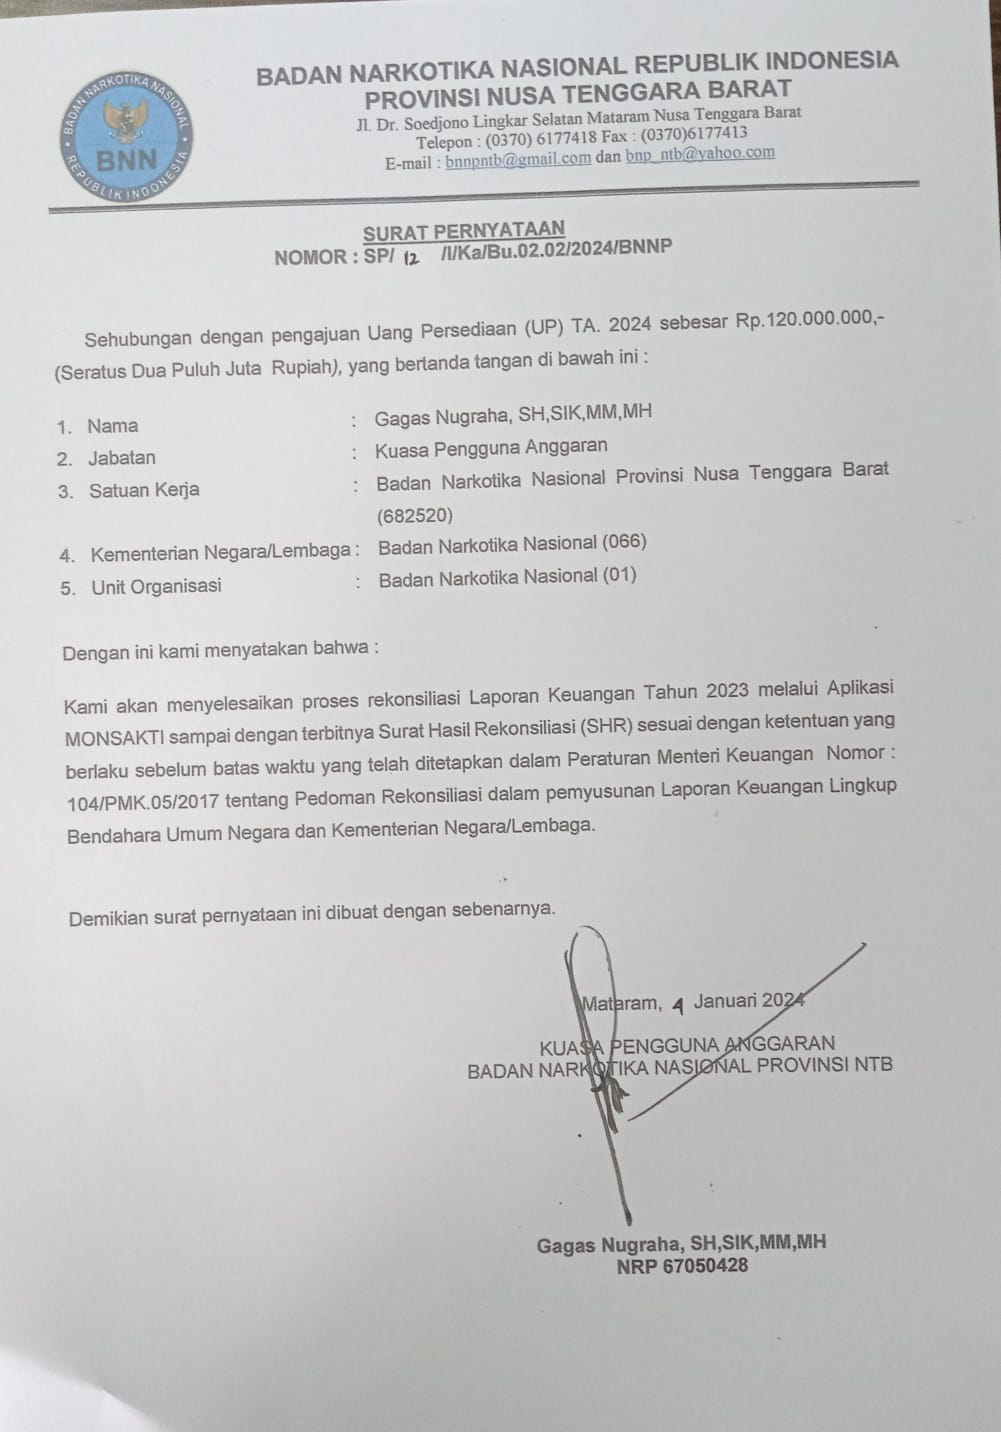 BADAN NARKOTIKA NASIONAL
BNN
REPUBLIK INDONESIA
BADAN NARKOTIKA NASIONAL REPUBLIK INDONESIA
PROVINSI NUSA TENGGARA BARAT
Jl. Dr. Soedjono Lingkar Selatan Mataram Nusa Tenggara Barat
Telepon : (0370) 6177418 Fax : (0370)6177413
E-mail : bnnpntb@gmail.com dan bnp_ntb@yahoo.com
SURAT PERNYATAAN
NOMOR : SP/ 12 /I/Ka/Bu.02.02/2024/BNNP
Sehubungan dengan pengajuan Uang Persediaan (UP) TA. 2024 sebesar Rp.120.000.000,-
(Seratus Dua Puluh Juta Rupiah), yang bertanda tangan di bawah ini :
1. Nama : Gagas Nugraha, SH,SIK,MM,MH
2. Jabatan : Kuasa Pengguna Anggaran
3. Satuan Kerja : Badan Narkotika Nasional Provinsi Nusa Tenggara Barat
(682520)
4. Kementerian Negara/Lembaga : Badan Narkotika Nasional (066)
5. Unit Organisasi : Badan Narkotika Nasional (01)
Dengan ini kami menyatakan bahwa :
Kami akan menyelesaikan proses rekonsiliasi Laporan Keuangan Tahun 2023 melalui Aplikasi
MONSAKTI sampai dengan terbitnya Surat Hasil Rekonsiliasi (SHR) sesuai dengan ketentuan yang
berlaku sebelum batas waktu yang telah ditetapkan dalam Peraturan Menteri Keuangan Nomor :
104/PMK.05/2017 tentang Pedoman Rekonsiliasi dalam pemyusunan Laporan Keuangan Lingkup
Bendahara Umum Negara dan Kementerian Negara/Lembaga.
Demikian surat pernyataan ini dibuat dengan sebenarnya.
Mataram, 4 Januari 2024
KUASA PENGGUNA ANGGARAN
BADAN NARKOTIKA NASIONAL PROVINSI NTB
Gagas Nugraha, SH,SIK,MM,MH
NRP 67050428